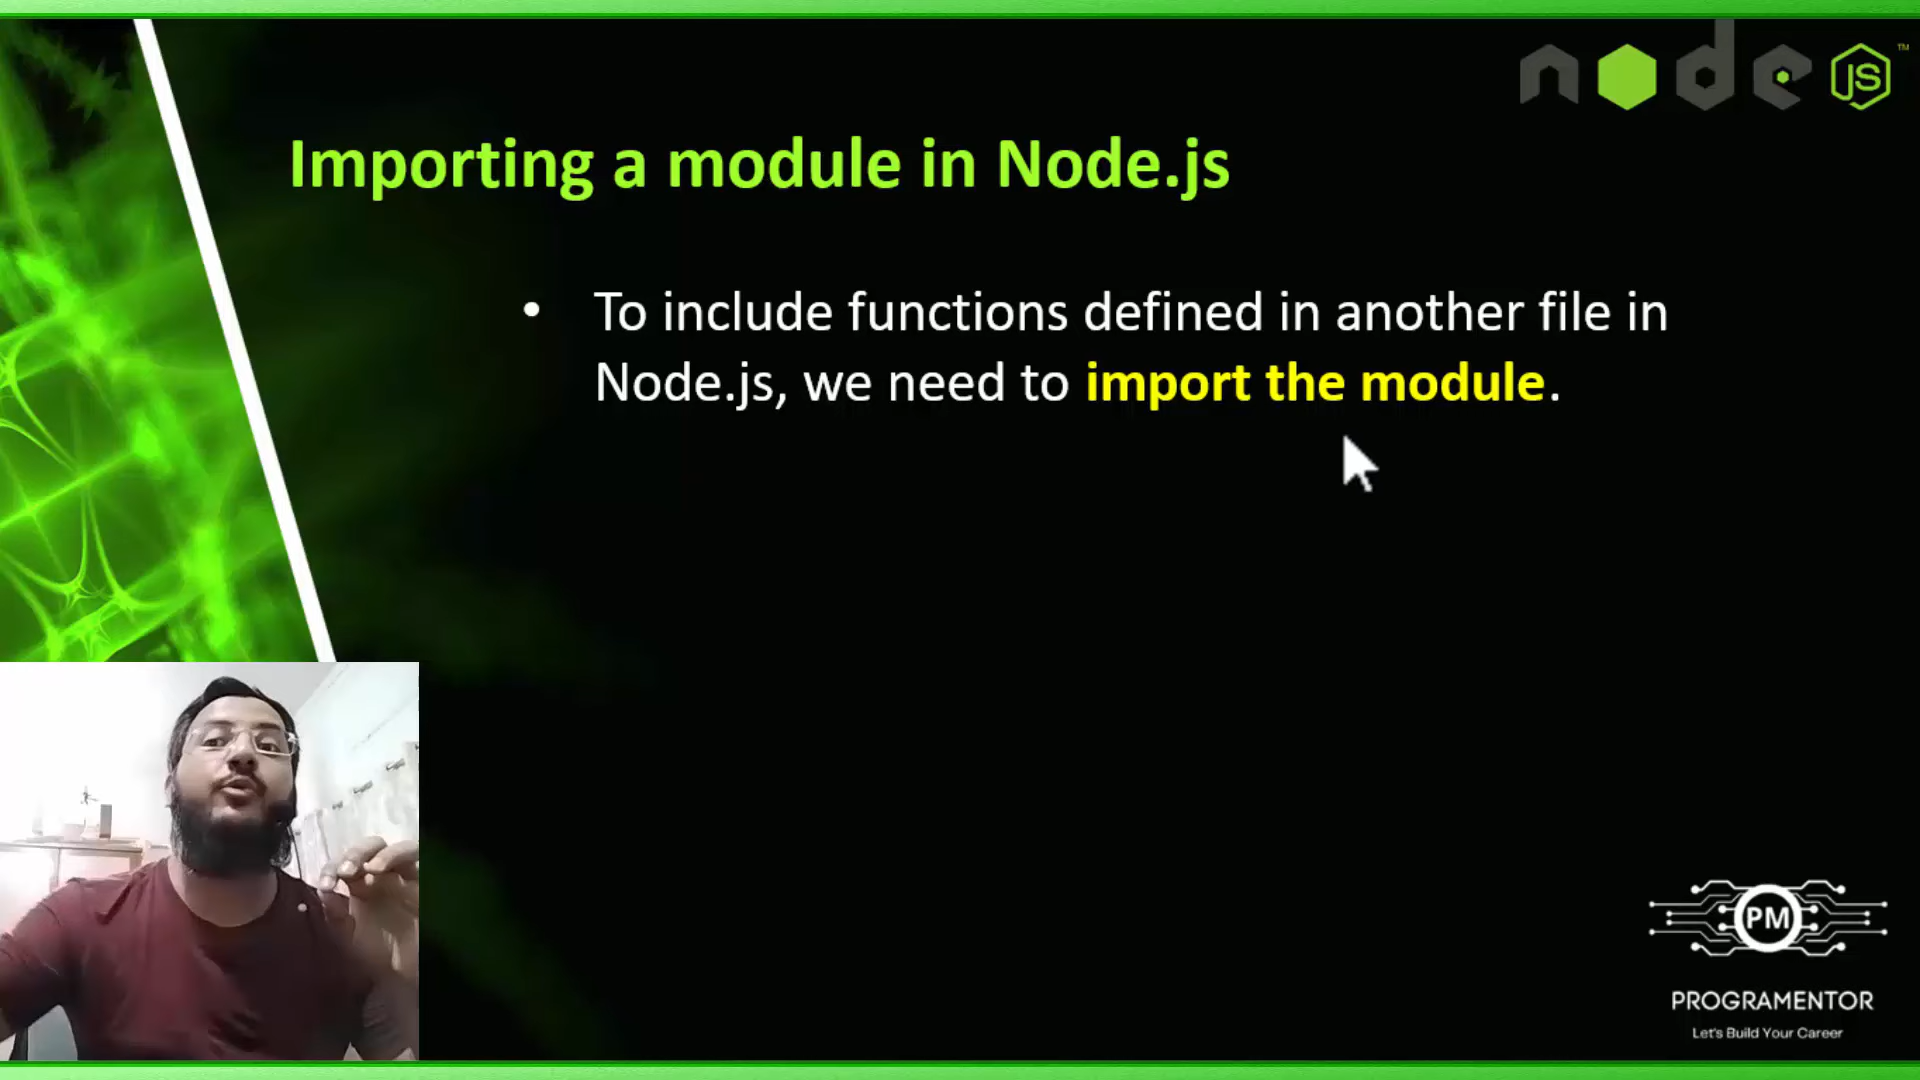 node JS ™
Importing a module in Node.js
• To include functions defined in another file in
Node.js, we need to import the module.
PM
PROGRAMENTOR
Let's Build Your Career